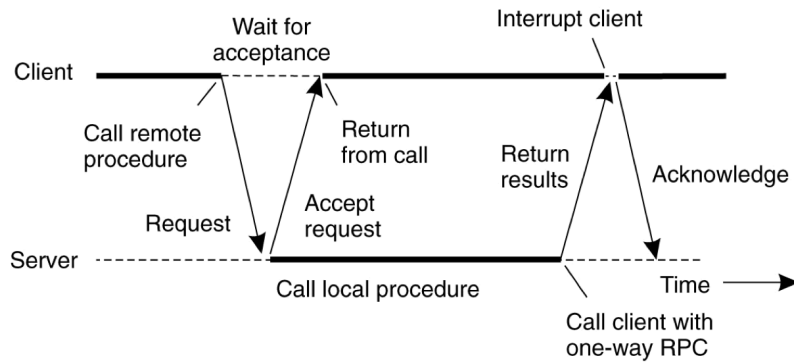 Interrupt client
Wait for
acceptance
Client
Call remote
procedure
Return
from call
Return
results
Acknowledge
Request
Accept
request
Server
Call local procedure
Time
Call client with
one-way RPC